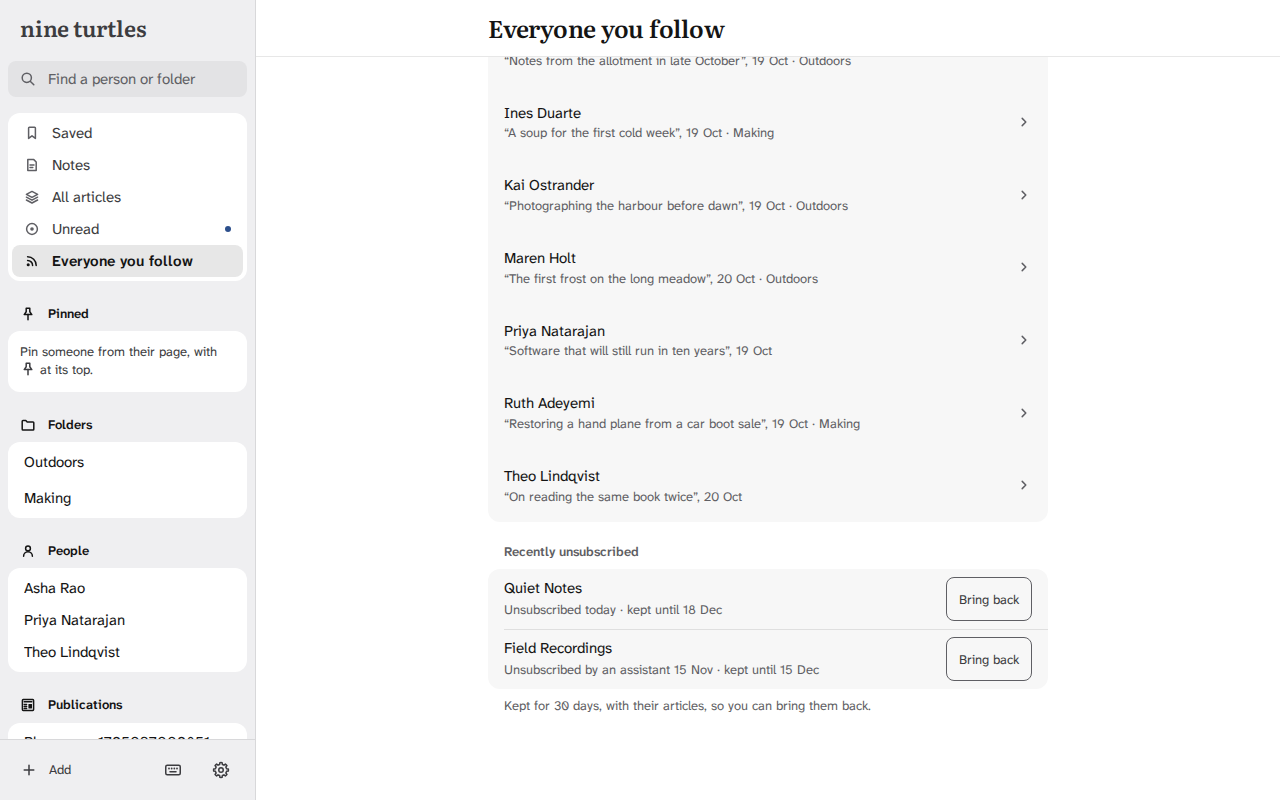 nine turtles
Find a person or folder
Saved
Notes
All articles
Unread
Everyone you follow
Pinned
Pin someone from their page, with
at its top.
Folders
Outdoors
Making
People
Asha Rao
Priya Natarajan
Theo Lindqvist
Publications
Add
Everyone you follow
“Notes from the allotment in late October”, 19 Oct · Outdoors
Ines Duarte
“A soup for the first cold week”, 19 Oct · Making
Kai Ostrander
“Photographing the harbour before dawn”, 19 Oct · Outdoors
Maren Holt
“The first frost on the long meadow”, 20 Oct · Outdoors
Priya Natarajan
“Software that will still run in ten years”, 19 Oct
Ruth Adeyemi
“Restoring a hand plane from a car boot sale”, 19 Oct · Making
Theo Lindqvist
“On reading the same book twice”, 20 Oct
Recently unsubscribed
Quiet Notes
Unsubscribed today · kept until 18 Dec
Bring back
Field Recordings
Unsubscribed by an assistant 15 Nov · kept until 15 Dec
Bring back
Kept for 30 days, with their articles, so you can bring them back.